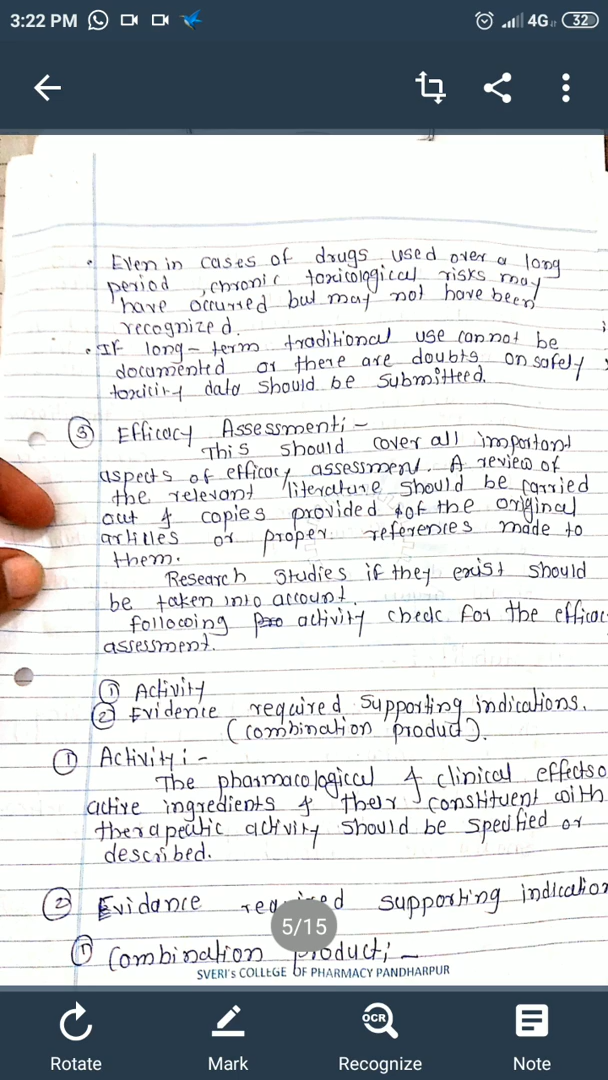 3:22 PM 4G 32
• Even in cases of drugs used over a long
period, chronic toxicological risks may
have occurred but may not have been
recognized.
• If long-term traditional use cannot be
documented or there are doubts on safely
toxicity data should be submitteed.
③ Efficacy Assessment:-
This should cover all important
aspects of efficacy assessment. A review of
the relevant literature should be carried
out & copies provided of the original
articles or proper references made to
them.
Research studies if they exist should
be taken into account.
following activity check for the efficac
assessment.
① Activity
② Evidence required supporting indications.
(combination product).
① Activity:-
The pharmacological & clinical effects o
active ingredients & their constituent with
therapeutic activity should be specified or
described.
② Evidance required supporting indication
① Combination product;-
5/15
SVERI's COLLEGE OF PHARMACY PANDHARPUR
Rotate Mark OCR Recognize Note